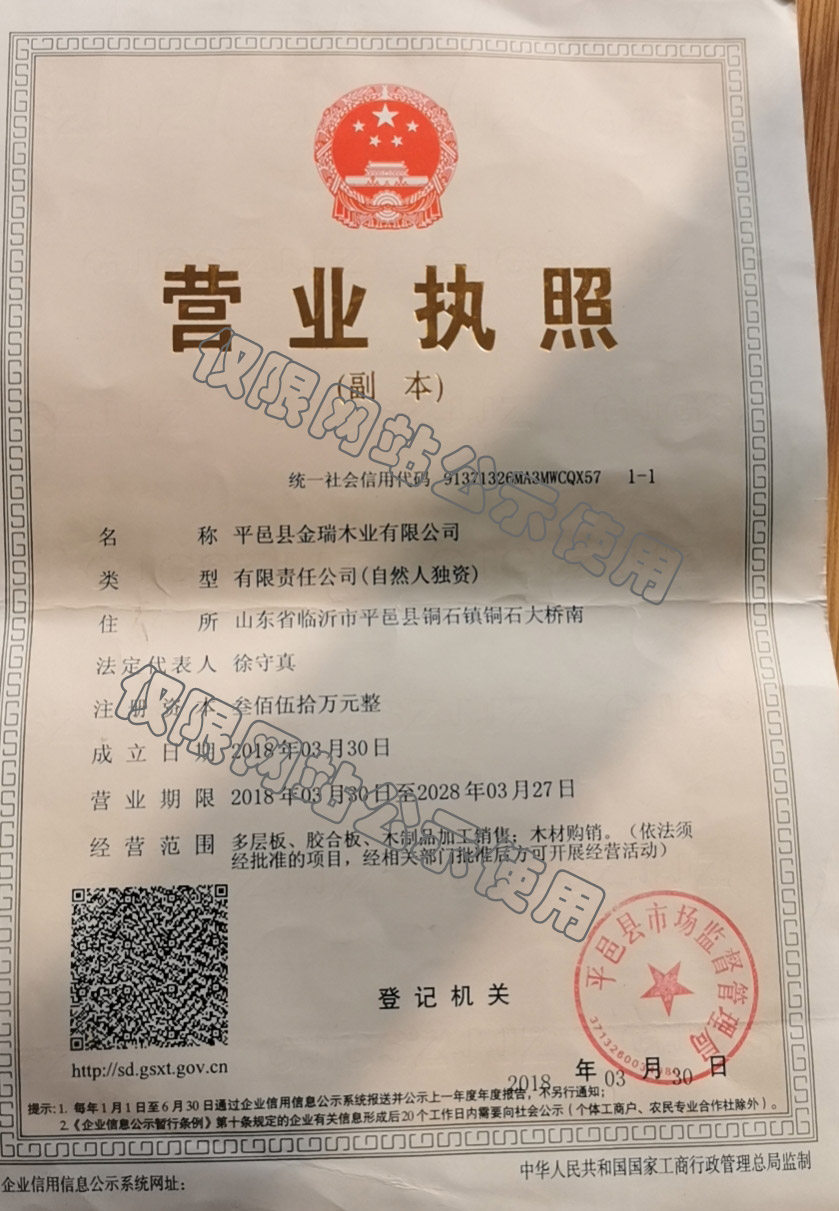 营业执照
(副 本)
统一社会信用代码 91371326MA3MWCQX57 1-1
名 称 平邑县金瑞木业有限公司
类 型 有限责任公司(自然人独资)
住 所 山东省临沂市平邑县铜石镇铜石大桥南
法定代表人 徐守真
注册资本 叁佰伍拾万元整
成立日期 2018年03月30日
营业期限 2018年03月30日至2028年03月27日
经营范围 多层板、胶合板、木制品加工销售；木材购销。（依法须
经批准的项目，经相关部门批准后方可开展经营活动）
仅限网站公示使用
仅限网站公示使用
平邑县市场监督管理局
登记机关
2018 年 03 月 30 日
http://sd.gsxt.gov.cn
提示：1. 每年1月1日至6月30日通过企业信用信息公示系统报送并公示上一年度年度报告，不另行通知；
2.《企业信息公示暂行条例》第十条规定的企业有关信息形成后20个工作日内需要向社会公示（个体工商户、农民专业合作社除外）。
企业信用信息公示系统网址：
中华人民共和国国家工商行政管理总局监制